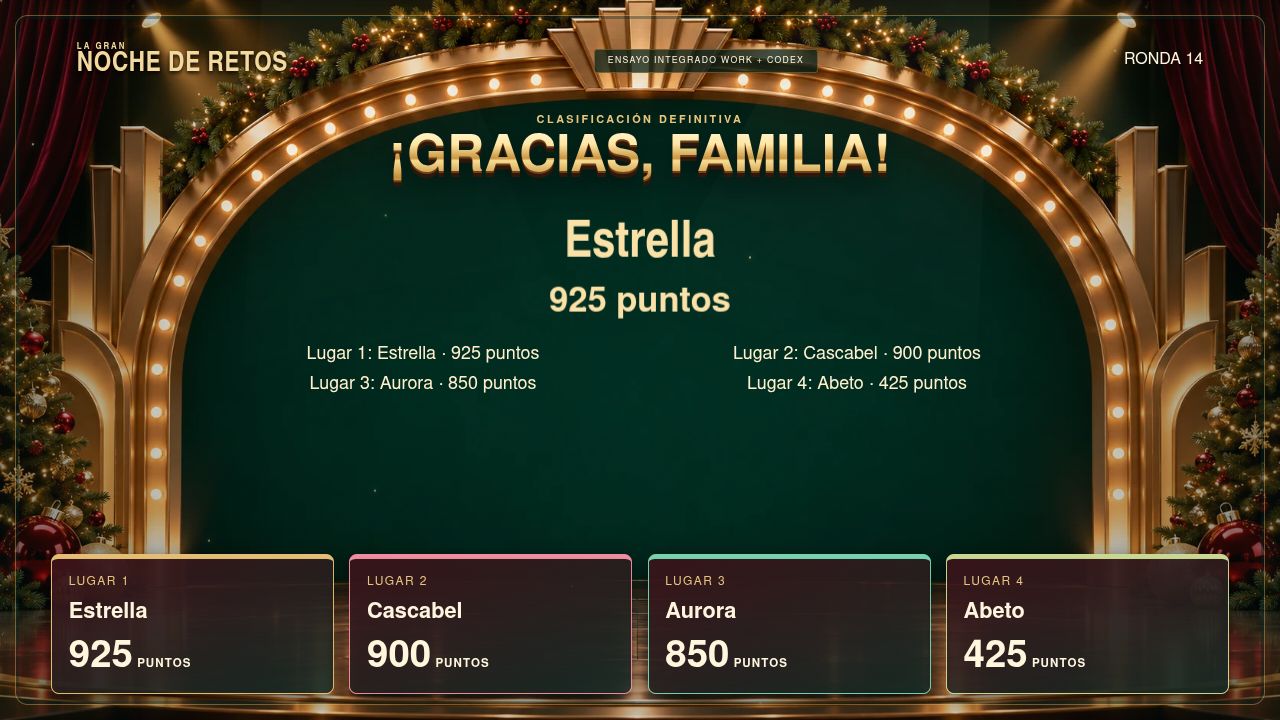 LA GRAN
NOCHE DE RETOS
ENSAYO INTEGRADO WORK + CODEX
RONDA 14
CLASIFICACIÓN DEFINITIVA
¡GRACIAS, FAMILIA!
Estrella
925 puntos
Lugar 1: Estrella · 925 puntos
Lugar 2: Cascabel · 900 puntos
Lugar 3: Aurora · 850 puntos
Lugar 4: Abeto · 425 puntos
LUGAR 1
Estrella
925 PUNTOS
LUGAR 2
Cascabel
900 PUNTOS
LUGAR 3
Aurora
850 PUNTOS
LUGAR 4
Abeto
425 PUNTOS